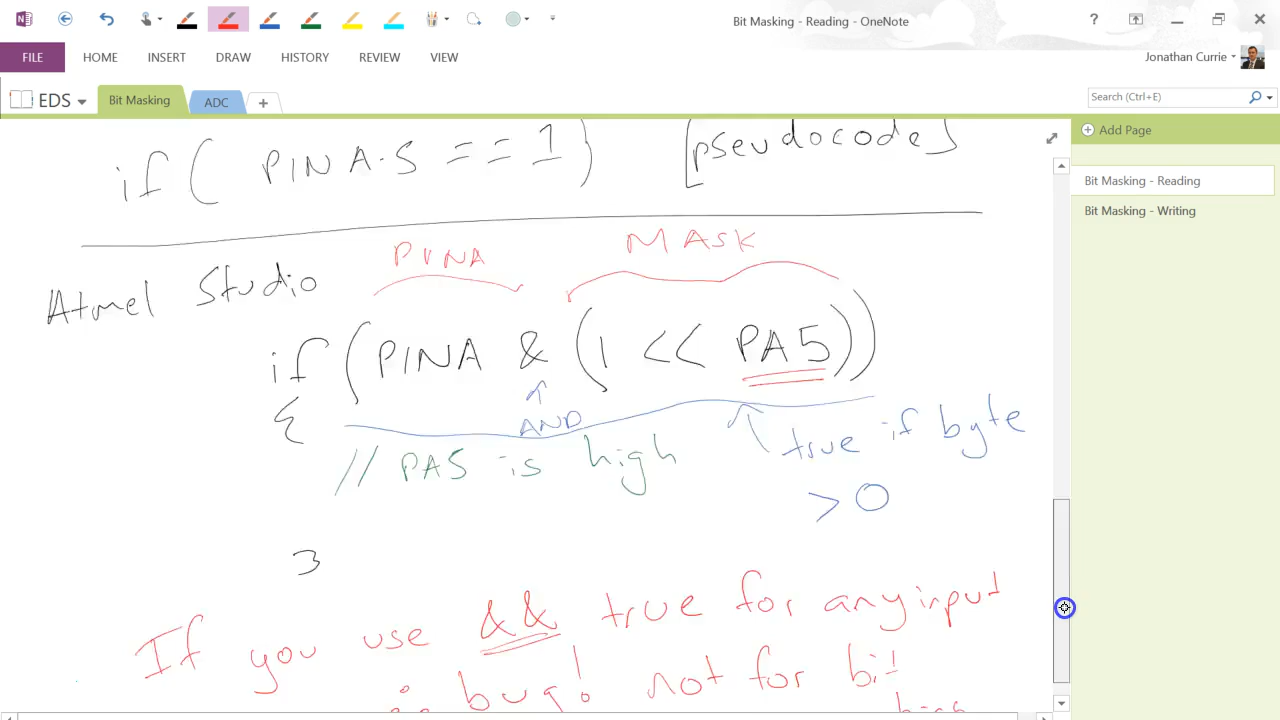 Bit Masking - Reading - OneNote
?
FILE
HOME
INSERT
DRAW
HISTORY
REVIEW
VIEW
Jonathan Currie
EDS
Bit Masking
ADC
+
Search (Ctrl+E)
Add Page
Bit Masking - Reading
Bit Masking - Writing
if( PINA.5 == 1) [pseudocode]
PINA
MASK
Atmel Studio
if (PINA & (1 << PA5))
{
AND
true if byte
> 0
// PA5 is high
}
If you use && true for any input
bug! not for bit